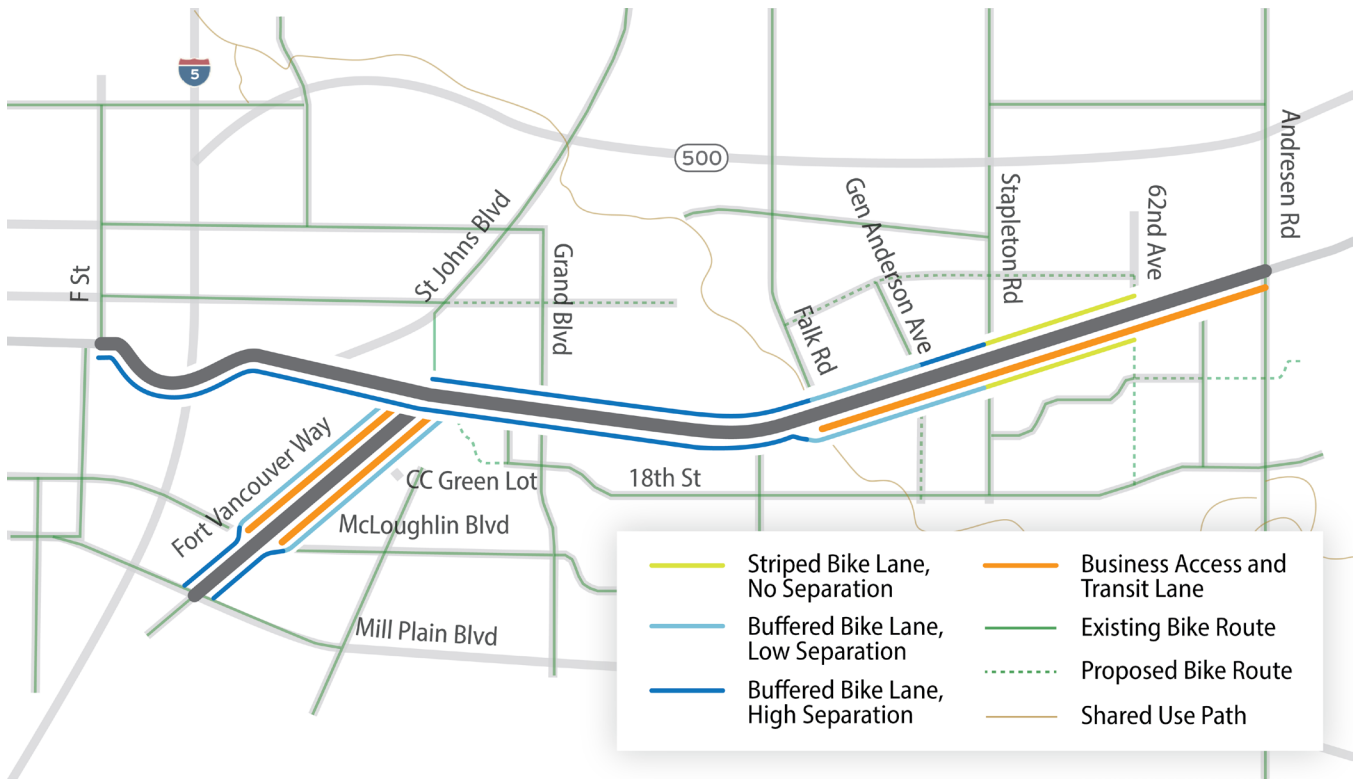 5
500
F St
St Johns Blvd
Grand Blvd
Gen Anderson Ave
Falk Rd
Stapleton Rd
62nd Ave
Andresen Rd
Fort Vancouver Way
CC Green Lot
18th St
McLoughlin Blvd
Mill Plain Blvd
Striped Bike Lane,
No Separation
Buffered Bike Lane,
Low Separation
Buffered Bike Lane,
High Separation
Business Access and
Transit Lane
Existing Bike Route
Proposed Bike Route
Shared Use Path